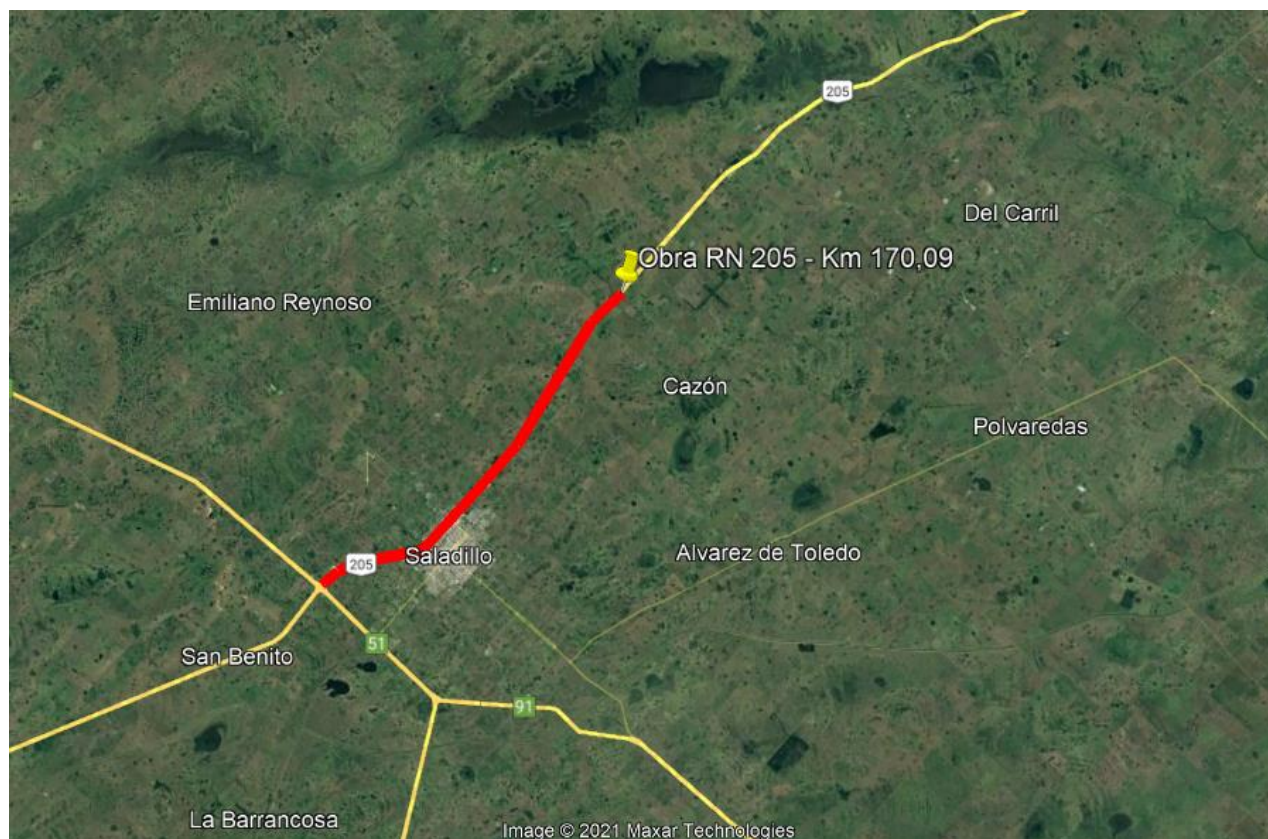 205
Del Carril
Obra RN 205 - Km 170,09
Emiliano Reynoso
Cazón
Polvaredas
Saladillo
Alvarez de Toledo
205
51
San Benito
91
La Barrancosa
Image © 2021 Maxar Technologies